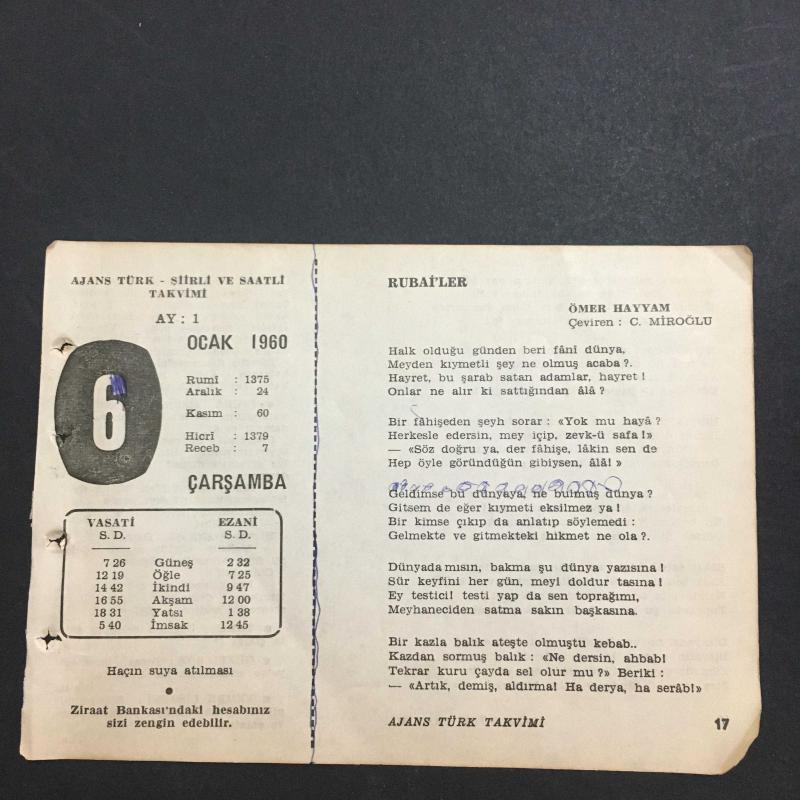 AJANS TÜRK - ŞİİRLİ VE SAATLİ
TAKVİMİ
AY : 1
OCAK 1960
6
Rumî : 1375
Aralık : 24
Kasım : 60
Hicrî : 1379
Receb : 7
ÇARŞAMBA
VASATİ EZANİ
S. D. S. D.
7 26 Güneş 2 32
12 19 Öğle 7 25
14 42 İkindi 9 47
16 55 Akşam 12 00
18 31 Yatsı 1 38
5 40 İmsak 12 45
Haçın suya atılması
Ziraat Bankası'ndaki hesabınız
sizi zengin edebilir.
RUBAİ'LER
ÖMER HAYYAM
Çeviren : C. MİROĞLU
Halk olduğu günden beri fânî dünya,
Meyden kıymetli şey ne olmuş acaba?.
Hayret, bu şarab satan adamlar, hayret!
Onlar ne alır ki sattığından âlâ?
Bir fâhişeden şeyh sorar : «Yok mu haya?
Herkesle edersin, mey içip, zevk-ü safa!»
— «Söz doğru ya, der fâhişe, lâkin sen de
Hep öyle göründüğün gibiysen, âlâ! »
Geldimse bu dünyaya, ne bulmuş dünya?
Gitsem de eğer kıymeti eksilmez ya!
Bir kimse çıkıp da anlatıp söylemedi :
Gelmekte ve gitmekteki hikmet ne ola?.
Dünyada mısın, bakma şu dünya yazısına!
Sür keyfini her gün, meyi doldur tasına!
Ey testici! testi yap da sen toprağımı,
Meyhaneciden satma sakın başkasına.
Bir kazla balık ateşte olmuştu kebab..
Kazdan sormuş balık : «Ne dersin, ahbab!
Tekrar kuru çayda sel olur mu?» Beriki :
— «Artık, demiş, aldırma! Ha derya, ha serâb!»
AJANS TÜRK TAKVİMİ 17